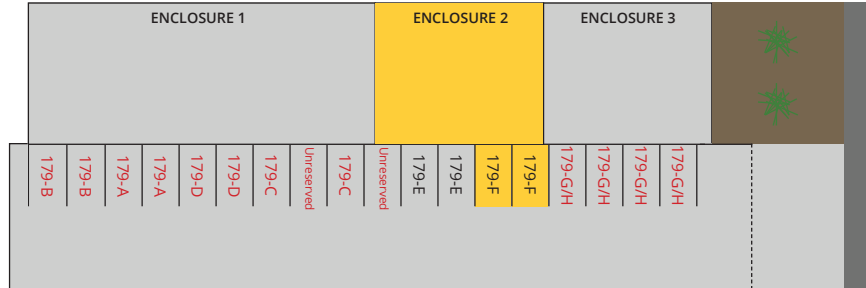 ENCLOSURE 1
ENCLOSURE 2
ENCLOSURE 3
179-B
179-B
179-A
179-A
179-D
179-D
179-C
Unreserved
179-C
Unreserved
179-E
179-E
179-F
179-F
179-G/H
179-G/H
179-G/H
179-G/H